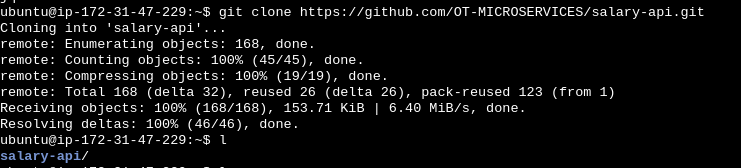 ubuntu@ip-172-31-47-229:~$ git clone https://github.com/OT-MICROSERVICES/salary-api.git
Cloning into 'salary-api'...
remote: Enumerating objects: 168, done.
remote: Counting objects: 100% (45/45), done.
remote: Compressing objects: 100% (19/19), done.
remote: Total 168 (delta 32), reused 26 (delta 26), pack-reused 123 (from 1)
Receiving objects: 100% (168/168), 153.71 KiB | 6.40 MiB/s, done.
Resolving deltas: 100% (46/46), done.
ubuntu@ip-172-31-47-229:~$ l
salary-api/